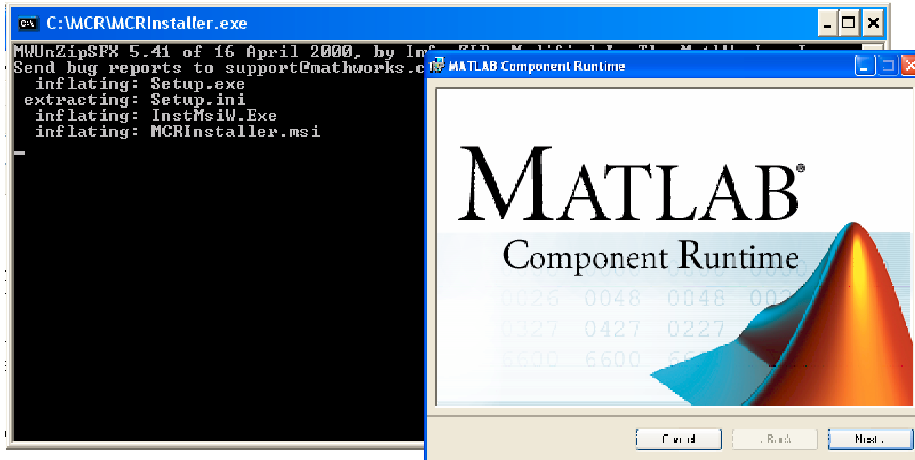 C:\MCR\MCRInstaller.exe
MWUnZipSFX 5.41 of 16 April 2000, by
Send bug reports to support@mathworks.c
inflating: Setup.exe
extracting: Setup.ini
inflating: InstMsiW.Exe
inflating: MCRInstaller.msi
MATLAB Component Runtime
MATLAB®
Component Runtime
0026 0048 0048
0427 0227
6600 6600
Cancel < Back Next >